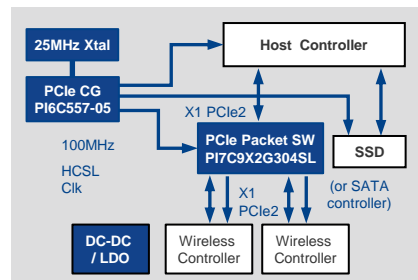 25MHz Xtal
Host Controller
PCIe CG
PI6C557-05
X1 PCIe2
100MHz
HCSL
Clk
PCIe Packet SW
PI7C9X2G304SL
SSD
(or SATA
controller)
X1
PCIe2
DC-DC
/ LDO
Wireless
Controller
Wireless
Controller